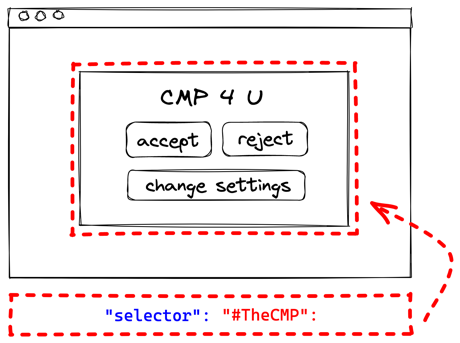 CMP 4 U
accept reject
change settings
"selector": "#TheCMP":